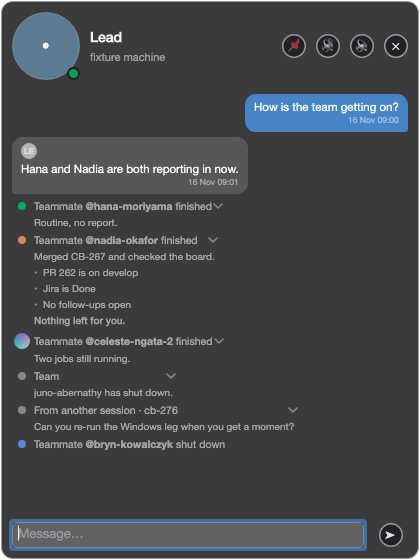 Lead
fixture machine
How is the team getting on?
16 Nov 09:00
LE
Hana and Nadia are both reporting in now.
16 Nov 09:01
Teammate @hana-moriyama finished
Routine, no report.
Teammate @nadia-okafor finished
Merged CB-267 and checked the board.
• PR 262 is on develop
• Jira is Done
• No follow-ups open
Nothing left for you.
Teammate @celeste-ngata-2 finished
Two jobs still running.
Team
juno-abernathy has shut down.
From another session · cb-276
Can you re-run the Windows leg when you get a moment?
Teammate @bryn-kowalczyk shut down
Message…